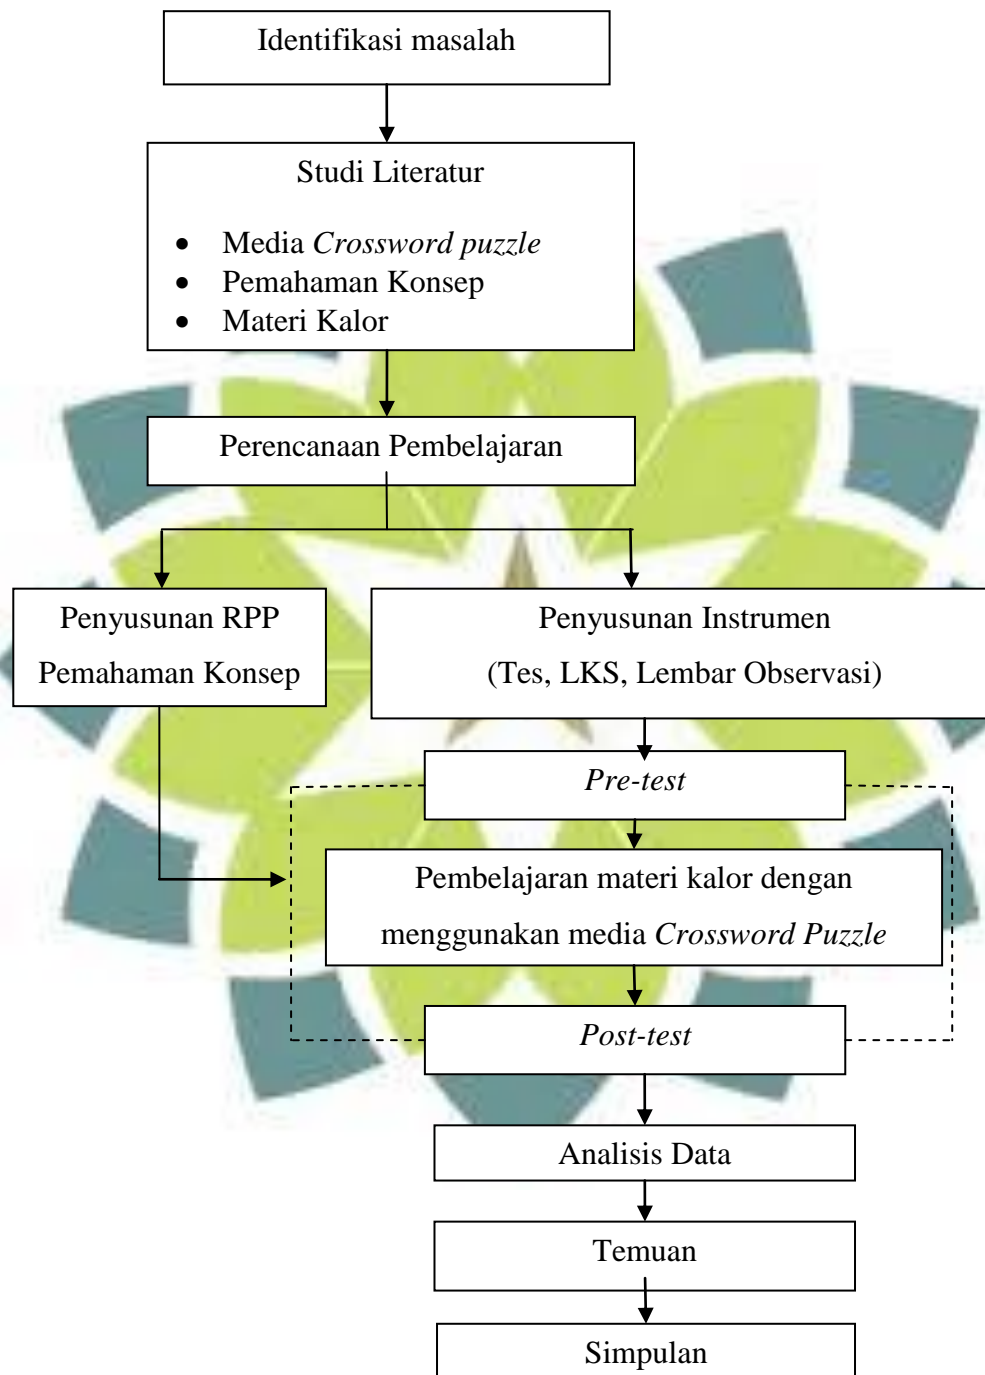 Identifikasi masalah
Studi Literatur
• Media Crossword puzzle
• Pemahaman Konsep
• Materi Kalor
Perencanaan Pembelajaran
Penyusunan RPP
Pemahaman Konsep
Penyusunan Instrumen
(Tes, LKS, Lembar Observasi)
Pre-test
Pembelajaran materi kalor dengan
menggunakan media Crossword Puzzle
Post-test
Analisis Data
Temuan
Simpulan